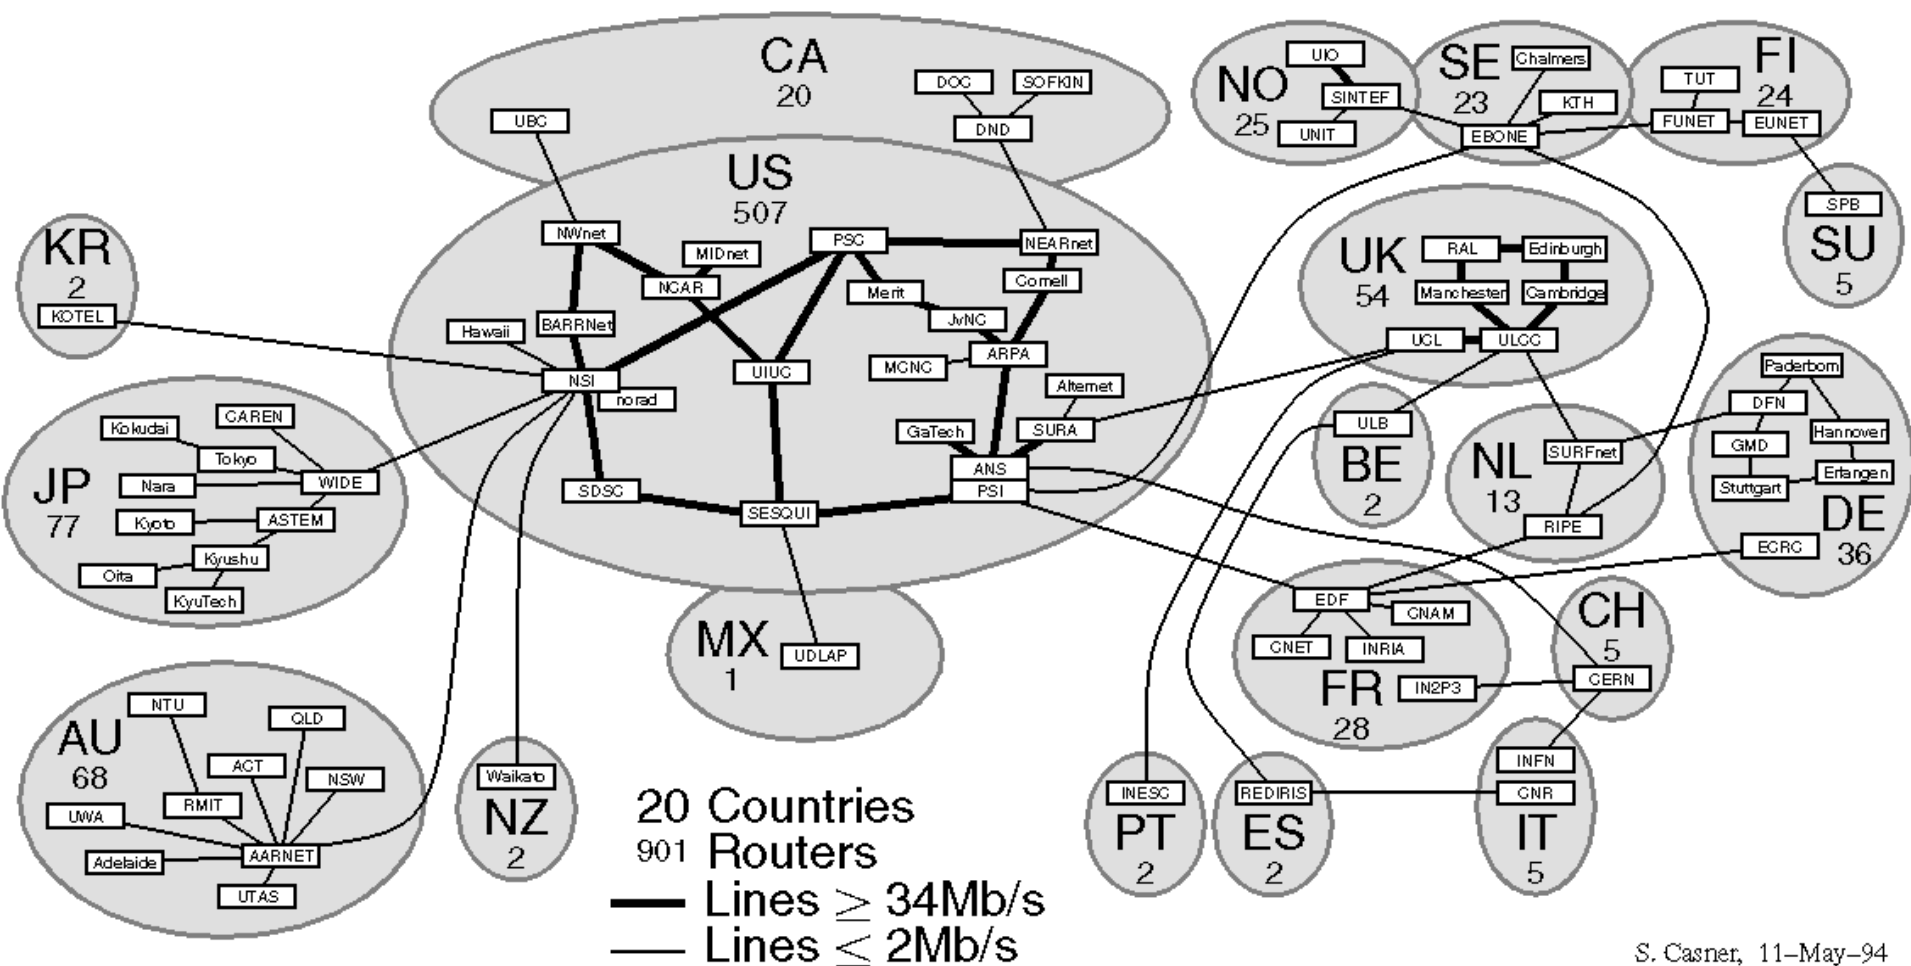 CA
20
DOC
SOFKIN
UBC
DND
US
507
NWnet
MIDnet
PSC
NEARnet
NCAR
Merit
Cornell
Hawaii
BARRNet
JvNC
NSI
norad
UIUC
MCNC
ARPA
Alternet
GaTech
SURA
ANS
PSI
SDSC
SESQUI
KR
2
KOTEL
JP
77
Kokudai
CAREN
Tokyo
Nara
WIDE
Kyoto
ASTEM
Kyushu
Oita
KyuTech
AU
68
NTU
QLD
ACT
NSW
RMIT
UWA
Adelaide
AARNET
UTAS
Waikato
NZ
2
MX
1
UDLAP
NO
25
UIO
SINTEF
UNIT
SE
23
Chalmers
KTH
EBONE
FI
24
TUT
FUNET
EUNET
SPB
SU
5
UK
54
RAL
Edinburgh
Manchester
Cambridge
UCL
ULCC
ULB
BE
2
NL
13
SURFnet
RIPE
Paderborn
DFN
GMD
Hannover
Stuttgart
Erlangen
DE
36
ECRC
EDF
CNAM
CNET
INRIA
FR
28
IN2P3
CH
5
CERN
INESC
PT
2
REDIRIS
ES
2
INFN
CNR
IT
5
20 Countries
901 Routers
Lines ≥ 34Mb/s
Lines ≤ 2Mb/s
S. Casner, 11–May–94